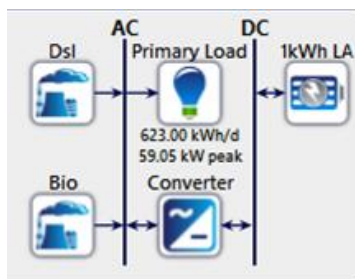 AC DC
Dsl Primary Load 1kWh LA
623.00 kWh/d
59.05 kW peak
Bio Converter